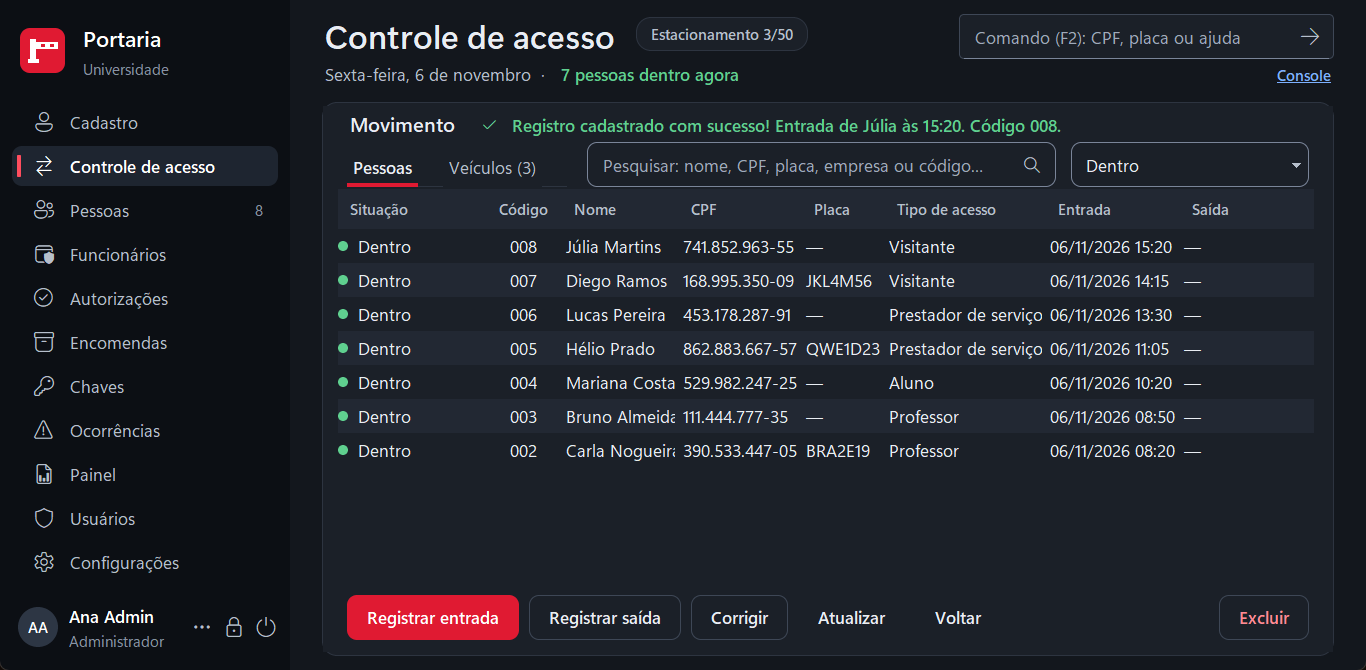 Portaria
Universidade
Cadastro
Controle de acesso
Pessoas 8
Funcionários
Autorizações
Encomendas
Chaves
Ocorrências
Painel
Usuários
Configurações
AA
Ana Admin
Administrador
Controle de acesso
Estacionamento 3/50
Comando (F2): CPF, placa ou ajuda
Sexta-feira, 6 de novembro · 7 pessoas dentro agora
Console
Movimento
Registro cadastrado com sucesso! Entrada de Júlia às 15:20. Código 008.
Pessoas
Veículos (3)
Pesquisar: nome, CPF, placa, empresa ou código...
Dentro
Situação Código Nome CPF Placa Tipo de acesso Entrada Saída
Dentro 008 Júlia Martins 741.852.963-55 — Visitante 06/11/2026 15:20 —
Dentro 007 Diego Ramos 168.995.350-09 JKL4M56 Visitante 06/11/2026 14:15 —
Dentro 006 Lucas Pereira 453.178.287-91 — Prestador de serviço 06/11/2026 13:30 —
Dentro 005 Hélio Prado 862.883.667-57 QWE1D23 Prestador de serviço 06/11/2026 11:05 —
Dentro 004 Mariana Costa 529.982.247-25 — Aluno 06/11/2026 10:20 —
Dentro 003 Bruno Almeida 111.444.777-35 — Professor 06/11/2026 08:50 —
Dentro 002 Carla Nogueira 390.533.447-05 BRA2E19 Professor 06/11/2026 08:20 —
Registrar entrada
Registrar saída
Corrigir
Atualizar
Voltar
Excluir